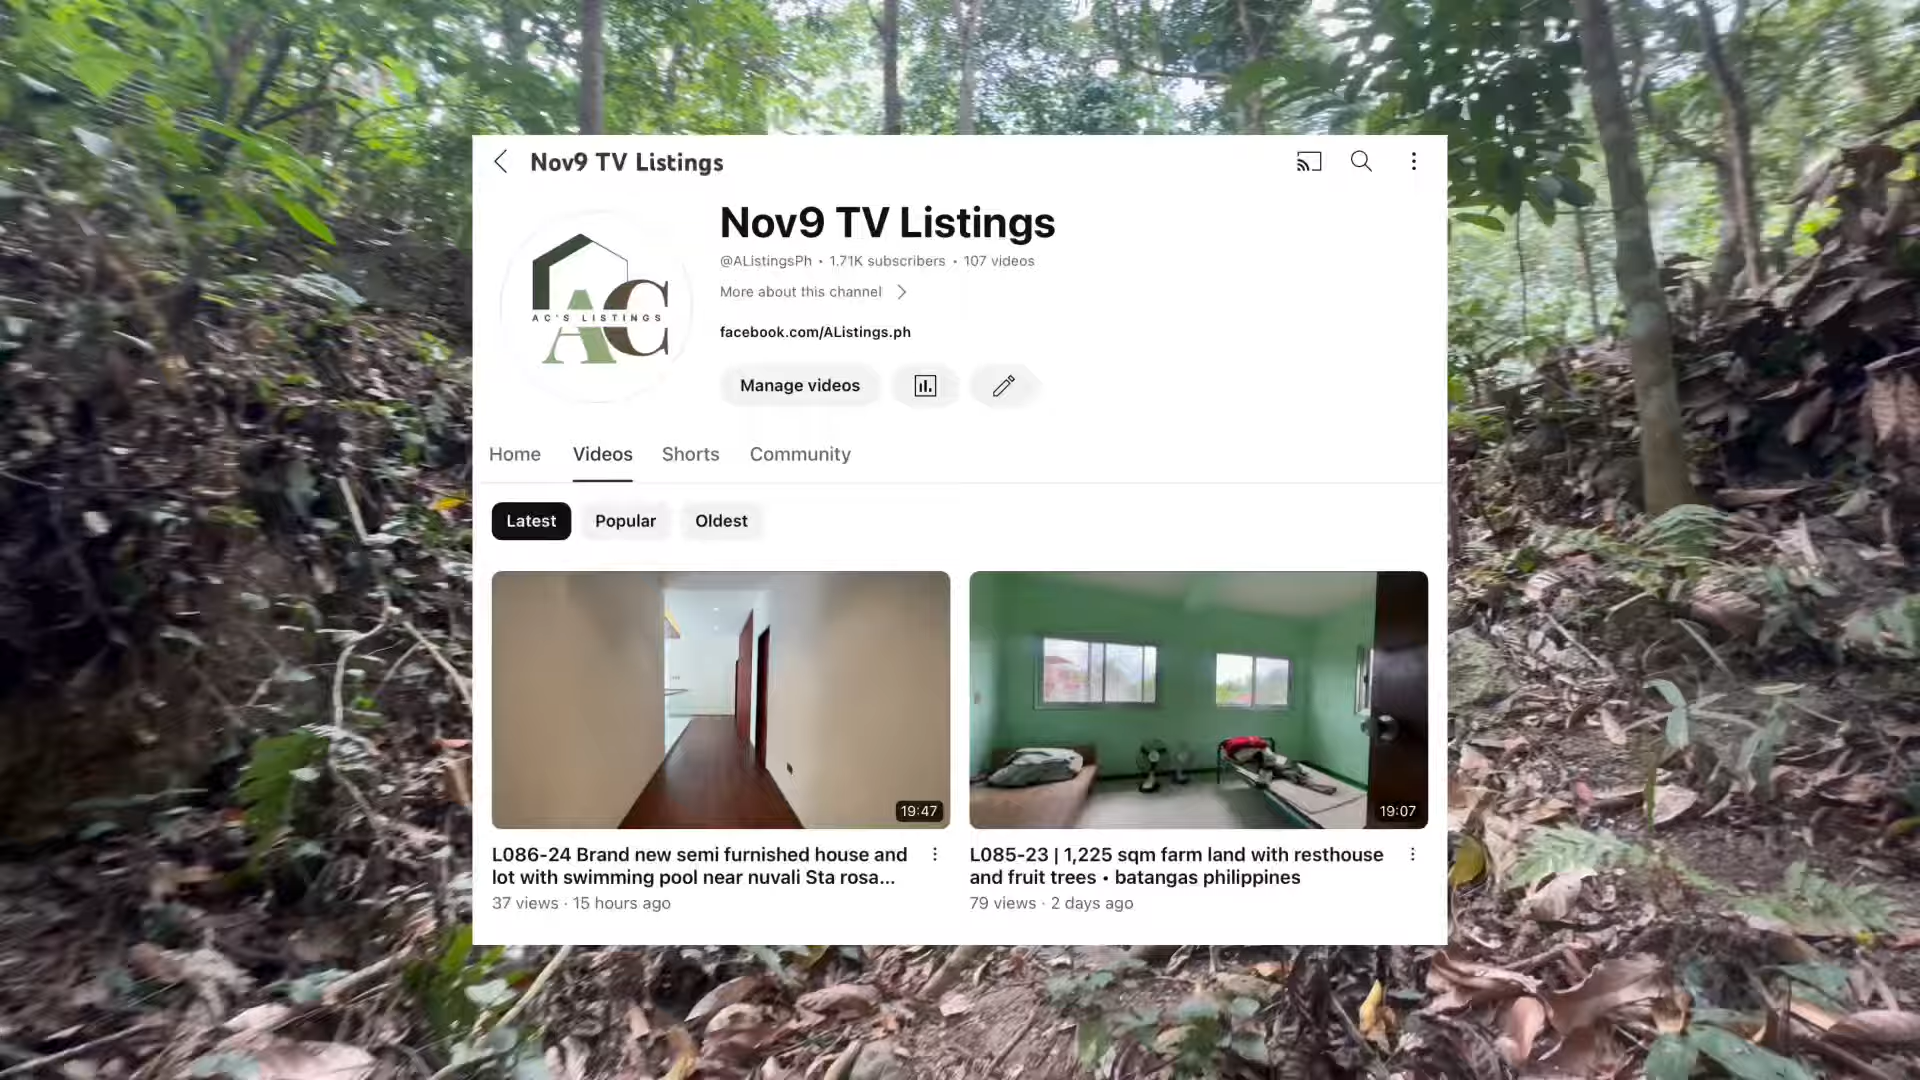 Nov9 TV Listings
Nov9 TV Listings
@AListingsPh • 1.71K subscribers • 107 videos
More about this channel
AC'S LISTINGS
AC
facebook.com/AListings.ph
Manage videos
Home Videos Shorts Community
Latest Popular Oldest
19:47
19:07
L086-24 Brand new semi furnished house and
lot with swimming pool near nuvali Sta rosa...
37 views · 15 hours ago
L085-23 | 1,225 sqm farm land with resthouse
and fruit trees • batangas philippines
79 views · 2 days ago